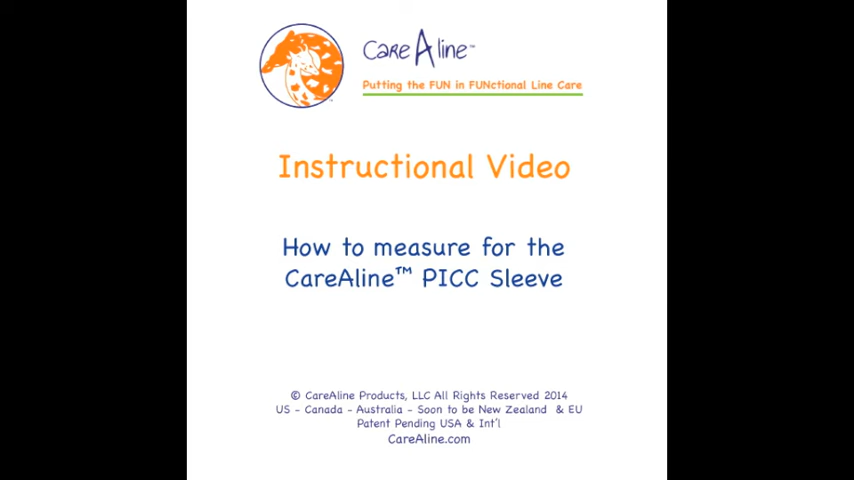 CareAline™
Putting the FUN in FUNctional Line Care
Instructional Video
How to measure for the
CareAline™ PICC Sleeve
© CareAline Products, LLC All Rights Reserved 2014
US - Canada - Australia - Soon to be New Zealand & EU
Patent Pending USA & Int'l
CareAline.com